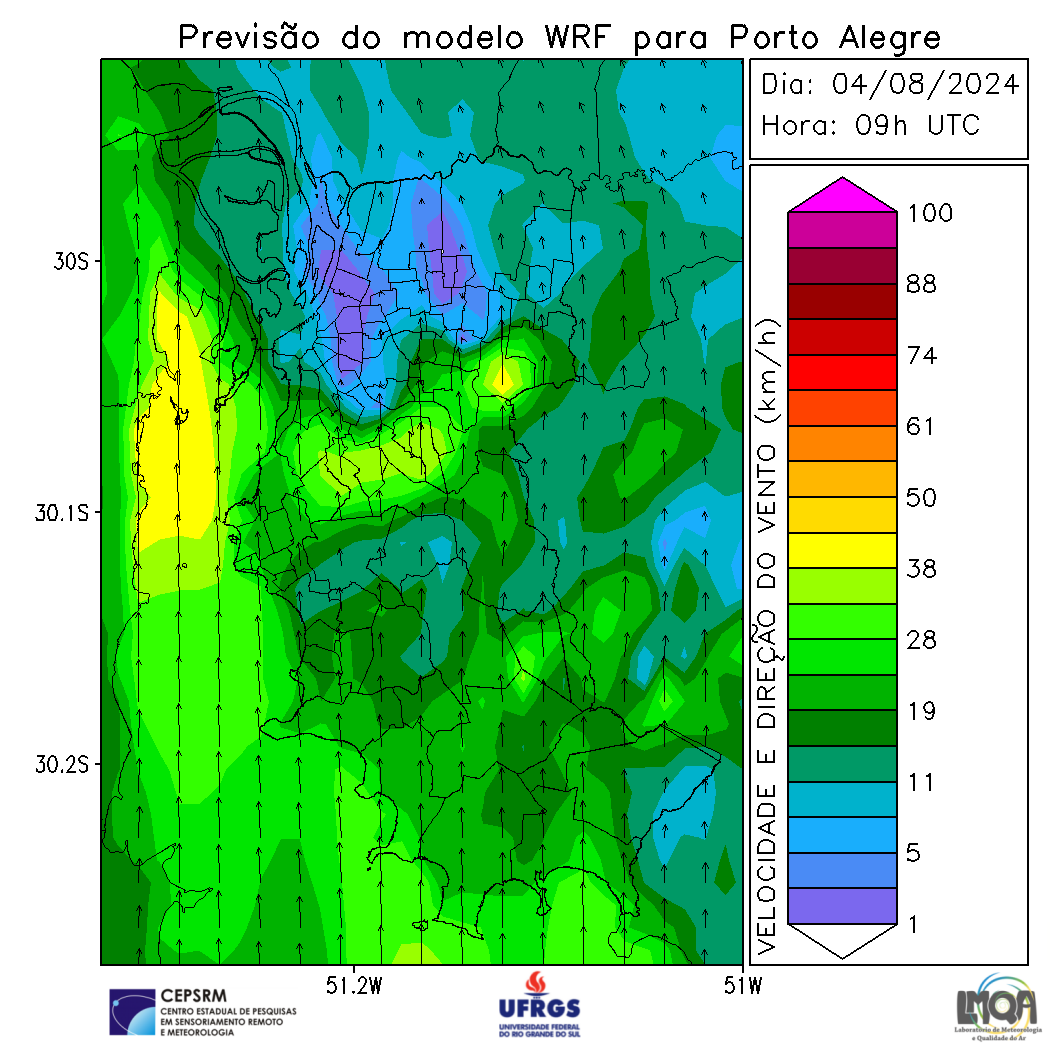 Previsão do modelo WRF para Porto Alegre
Dia: 04/08/2024
Hora: 09h UTC
30S
30.1S
30.2S
51.2W
51W
VELOCIDADE E DIREÇÃO DO VENTO (km/h)
100
88
74
61
50
38
28
19
11
5
1
CEPSRM
CENTRO ESTADUAL DE PESQUISAS
EM SENSORIAMENTO REMOTO
E METEOROLOGIA
UFRGS
UNIVERSIDADE FEDERAL
DO RIO GRANDE DO SUL
LMQA
Laboratório de Meteorologia
e Qualidade do Ar